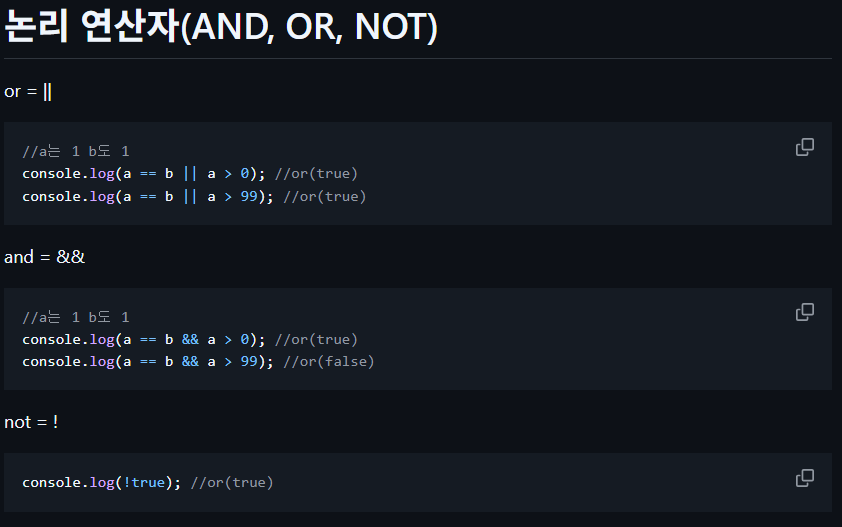 논리 연산자(AND, OR, NOT)
or = ||
//a는 1 b도 1
console.log(a == b || a > 0); //or(true)
console.log(a == b || a > 99); //or(true)
and = &&
//a는 1 b도 1
console.log(a == b && a > 0); //or(true)
console.log(a == b && a > 99); //or(false)
not = !
console.log(!true); //or(true)